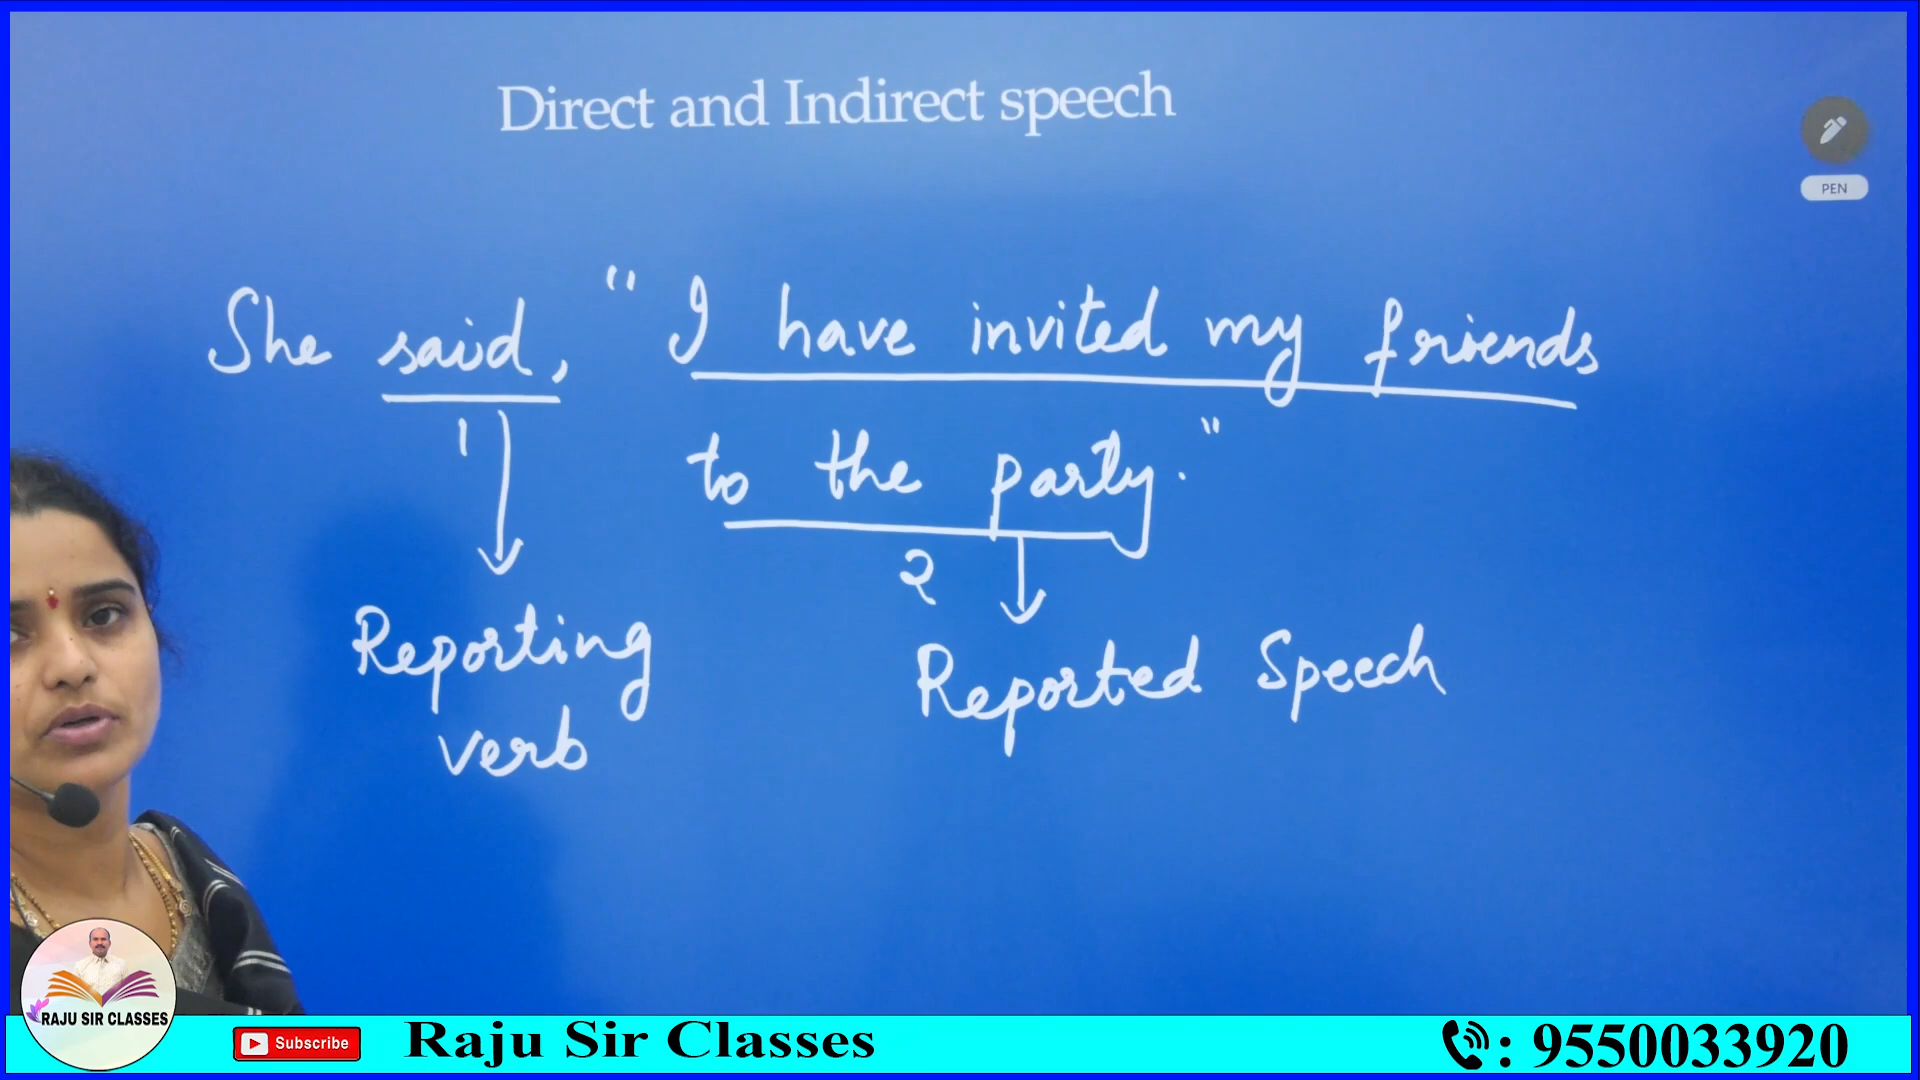 Direct and Indirect speech
PEN
She said, " I have invited my friends
to the party. "
1
2
Reporting
verb
Reported Speech
RAJU SIR CLASSES
Subscribe
Raju Sir Classes
: 9550033920